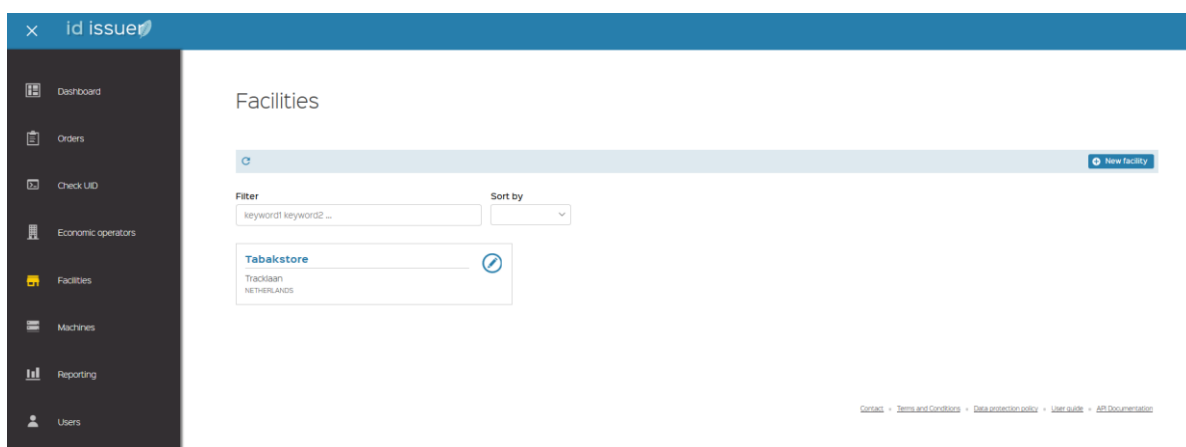 id issuer
Dashboard
Orders
Check UID
Economic operators
Facilities
Machines
Reporting
Users
Facilities
New facility
Filter
Sort by
keyword1 keyword2 ...
Tabakstore
Tracklaan
NETHERLANDS
Contact Terms and Conditions Data protection policy User guide API Documentation